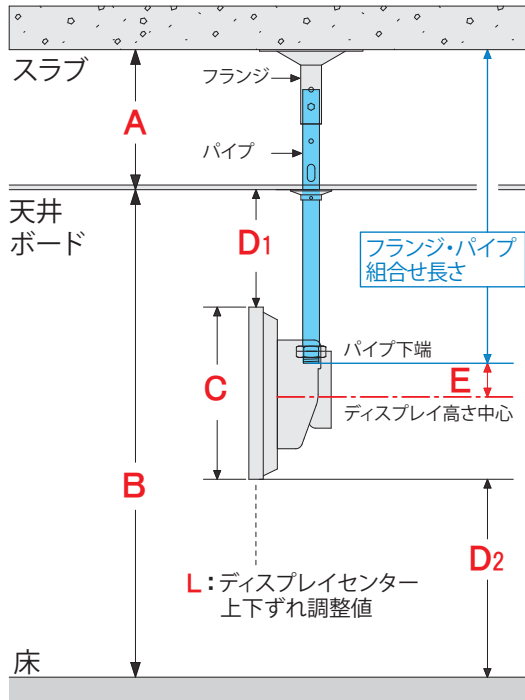 スラブ
フランジ
A
パイプ
天井
ボード
D1
フランジ・パイプ
組合せ長さ
パイプ下端
E
C
ディスプレイ高さ中心
B
D2
L：ディスプレイセンター
上下ずれ調整値
床